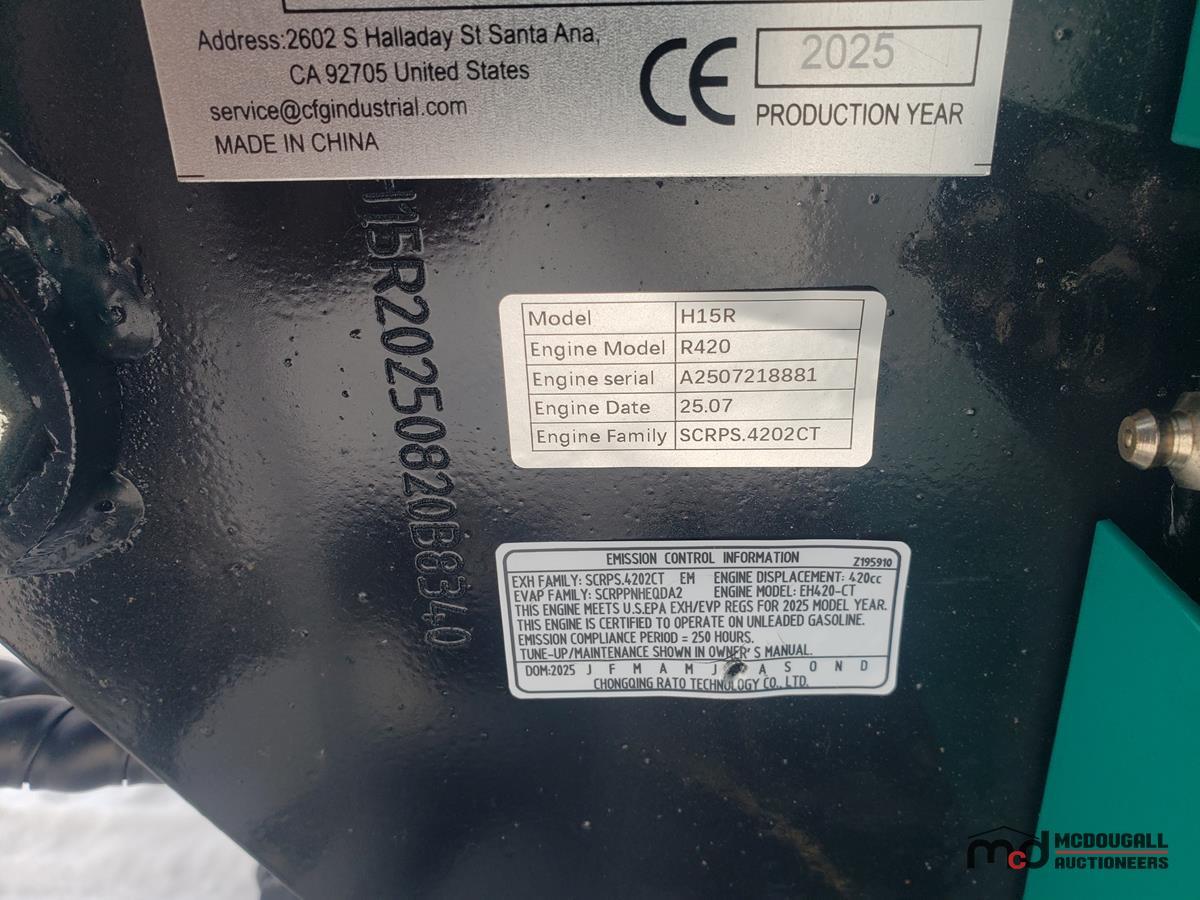 Address:2602 S Halladay St Santa Ana,
CA 92705 United States
service@cfgindustrial.com
MADE IN CHINA
CE
2025
PRODUCTION YEAR
H15R20250820B6340
Model H15R
Engine Model R420
Engine serial A2507218881
Engine Date 25.07
Engine Family SCRPS.4202CT
EMISSION CONTROL INFORMATION Z195910
EXH FAMILY: SCRPS.4202CT EM ENGINE DISPLACEMENT: 420cc
EVAP FAMILY: SCRPPNHEQDA2 ENGINE MODEL: EH420-CT
THIS ENGINE MEETS U.S.EPA EXH/EVP REGS FOR 2025 MODEL YEAR.
THIS ENGINE IS CERTIFIED TO OPERATE ON UNLEADED GASOLINE.
EMISSION COMPLIANCE PERIOD = 250 HOURS.
TUNE-UP/MAINTENANCE SHOWN IN OWNER'S MANUAL.
DOM:2025 J F M A M J A S O N D
CHONGQING RATO TECHNOLOGY CO., LTD.
mcd MCDOUGALL
AUCTIONEERS